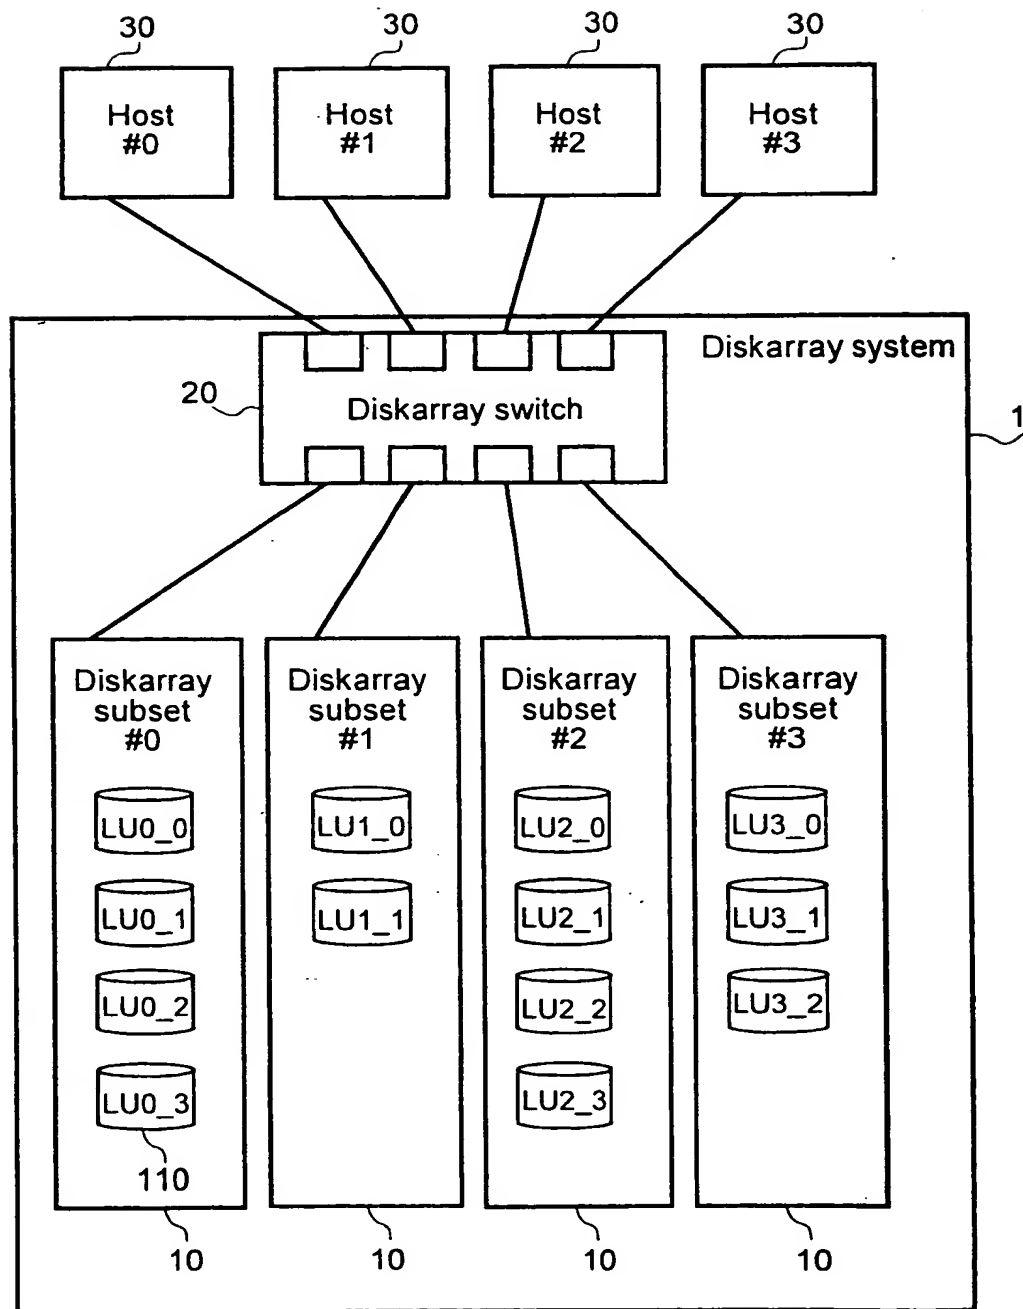 30 30 30 30
Host #0
Host #1
Host #2
Host #3
Diskarray system
20
Diskarray switch
1
Diskarray subset #0
Diskarray subset #1
Diskarray subset #2
Diskarray subset #3
LU0_0 LU1_0 LU2_0 LU3_0
LU0_1 LU1_1 LU2_1 LU3_1
LU0_2 LU2_2 LU3_2
LU0_3 LU2_3
110
10 10 10 10